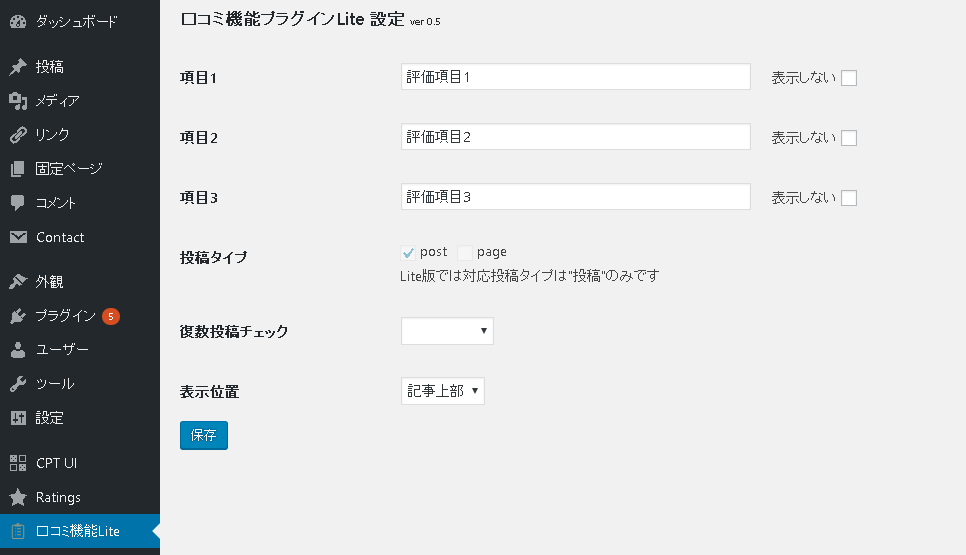 ダッシュボード
投稿
メディア
リンク
固定ページ
コメント
Contact
外観
プラグイン 5
ユーザー
ツール
設定
CPT UI
Ratings
口コミ機能Lite
口コミ機能プラグインLite 設定 ver 0.5
項目1 評価項目1 表示しない
項目2 評価項目2 表示しない
項目3 評価項目3 表示しない
投稿タイプ post page
Lite版では対応投稿タイプは"投稿"のみです
復数投稿チェック
表示位置 記事上部
保存